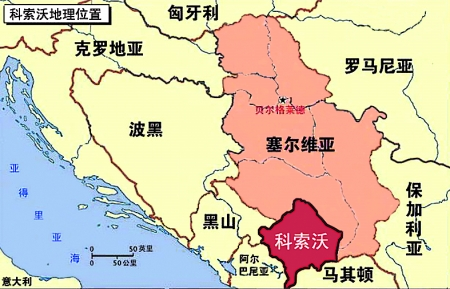 科索沃地理位置
匈牙利
克罗地亚
罗马尼亚
贝尔格莱德
波黑
塞尔维亚
亚得里亚海
保加利亚
黑山
科索沃
0 50英里
0 50公里
阿尔巴尼亚
马其顿
意大利